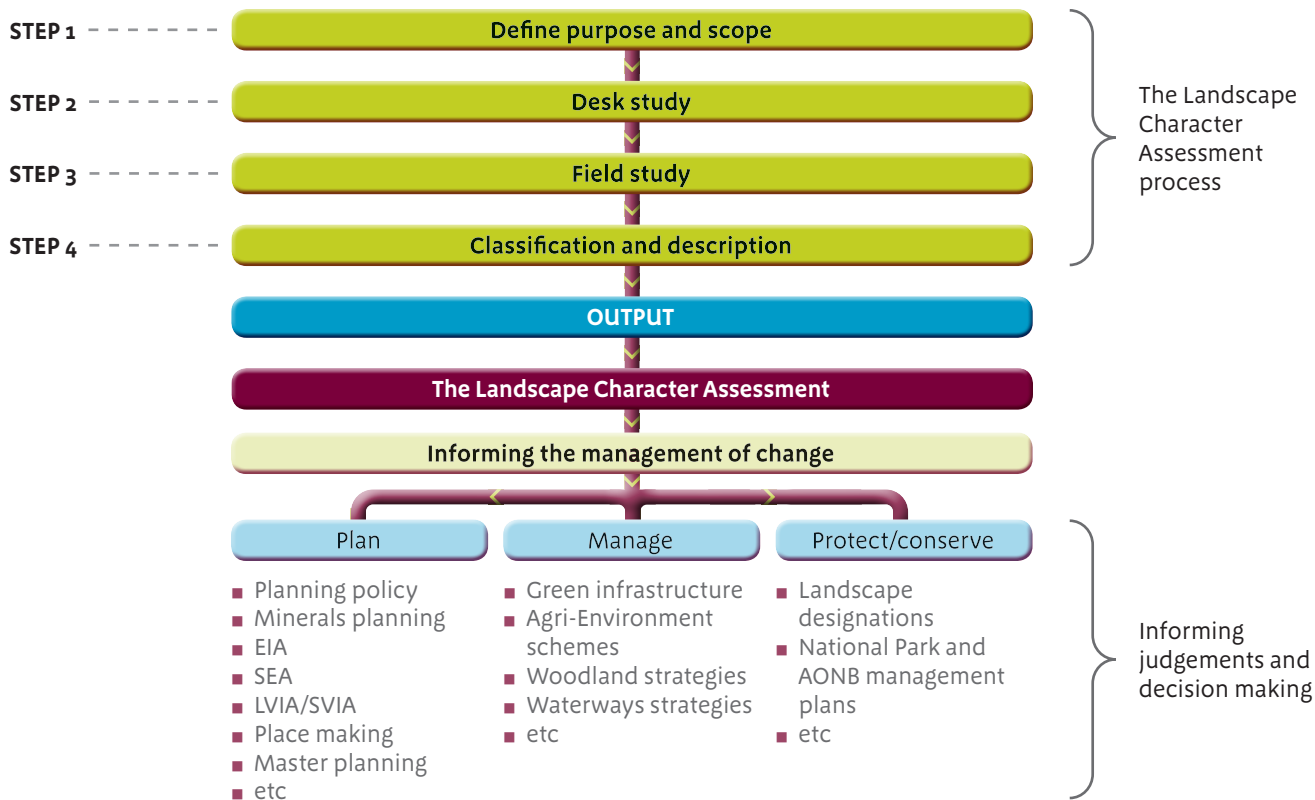 STEP 1
Define purpose and scope
STEP 2
Desk study
STEP 3
Field study
STEP 4
Classification and description
The Landscape
Character
Assessment
process
OUTPUT
The Landscape Character Assessment
Informing the management of change
Plan
Planning policy
Minerals planning
EIA
SEA
LVIA/SVIA
Place making
Master planning
etc
Manage
Green infrastructure
Agri-Environment
schemes
Woodland strategies
Waterways strategies
etc
Protect/conserve
Landscape
designations
National Park and
AONB management
plans
etc
Informing
judgements and
decision making